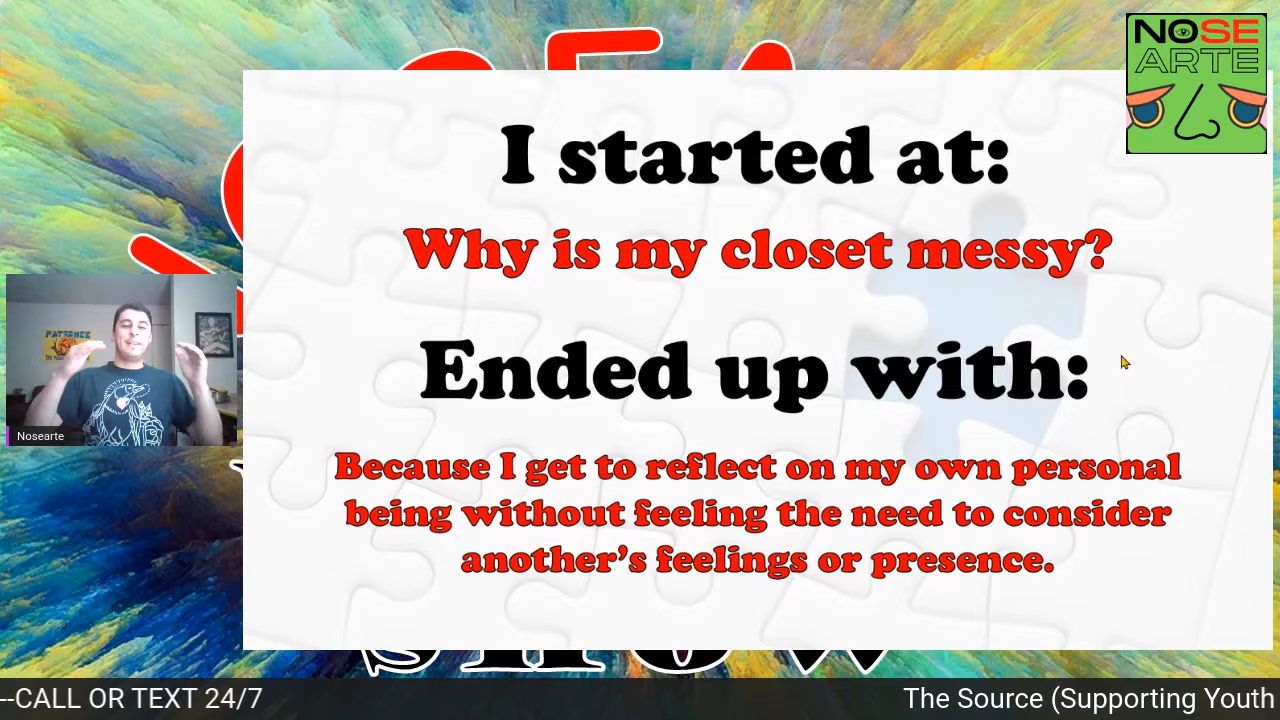 NOSE
ARTE
I started at:
Why is my closet messy?
Ended up with:
Because I get to reflect on my own personal
being without feeling the need to consider
another's feelings or presence.
PATIENCE
Nosearte
SHOW
--CALL OR TEXT 24/7
The Source (Supporting Youth